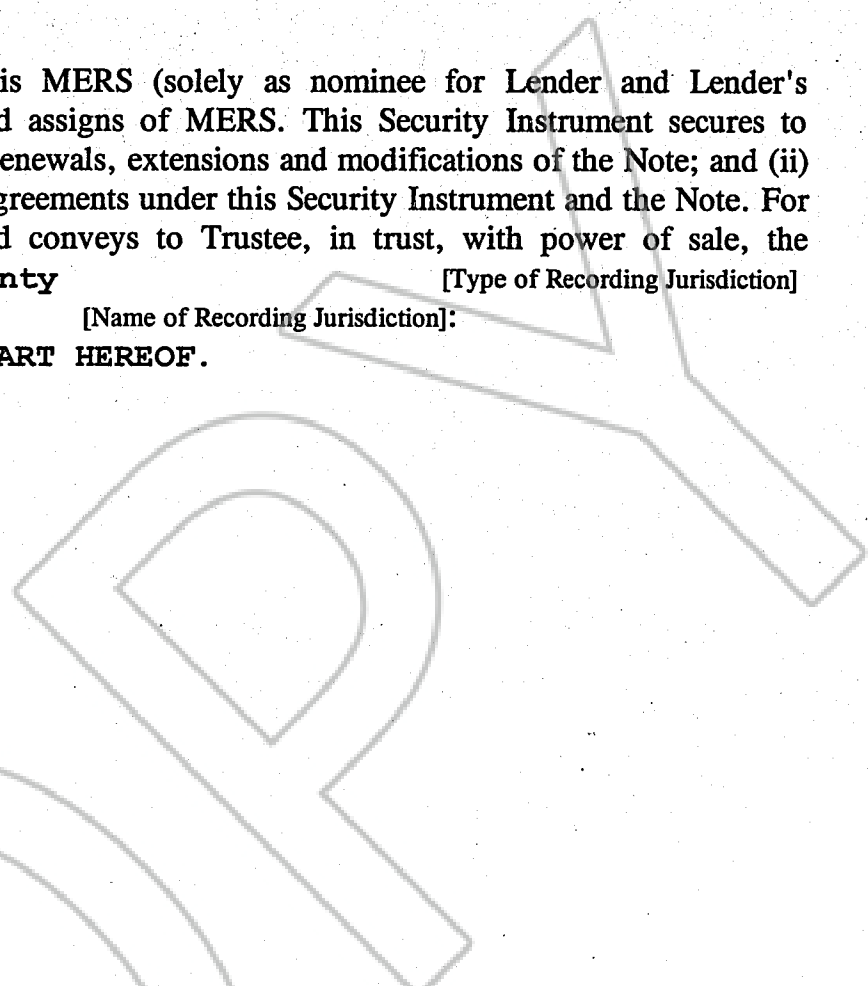 is MERS (solely as nominee for Lender and Lender's
d assigns of MERS. This Security Instrument secures to
enewals, extensions and modifications of the Note; and (ii)
greements under this Security Instrument and the Note. For
d conveys to Trustee, in trust, with power of sale, the
nty [Type of Recording Jurisdiction]
[Name of Recording Jurisdiction]:
ART HEREOF.
OPY